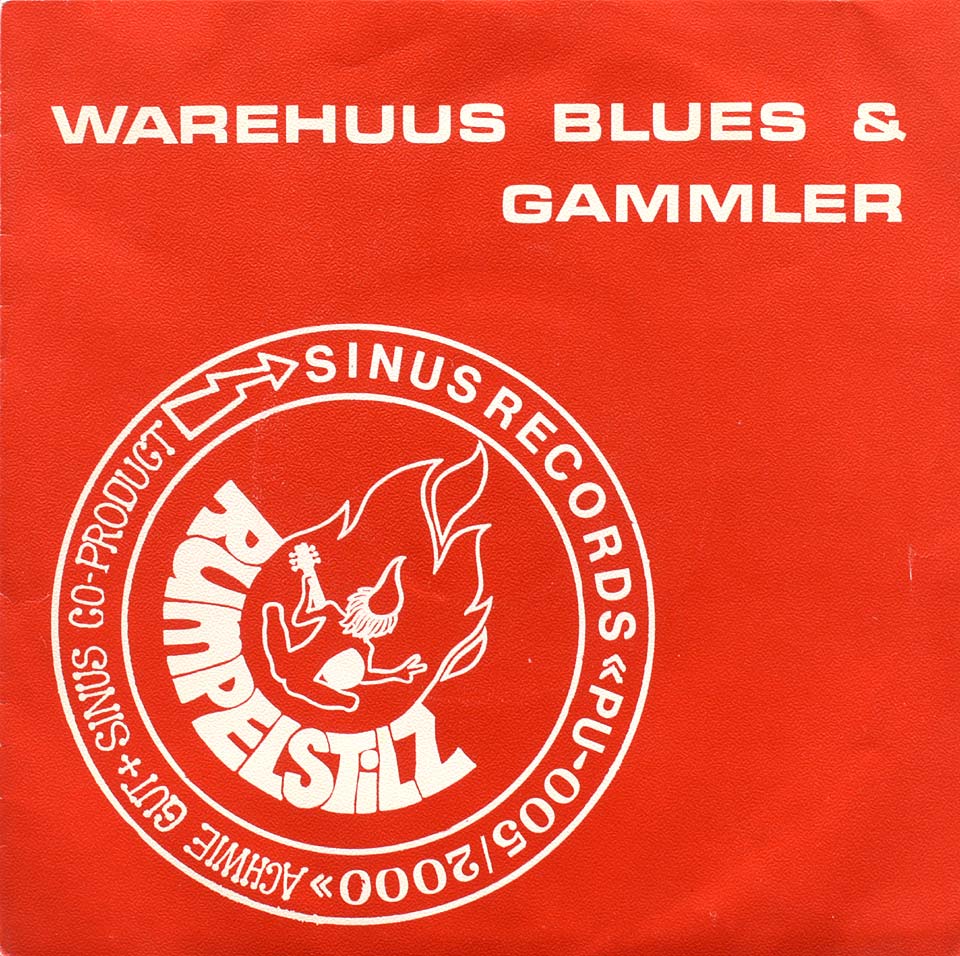 WAREHUUS BLUES &
GAMMLER
SINUS RECORDS «PU-005/2000» ACHWIE GUT + SINUS CO-PRODUCT
RUMPELSTILZ